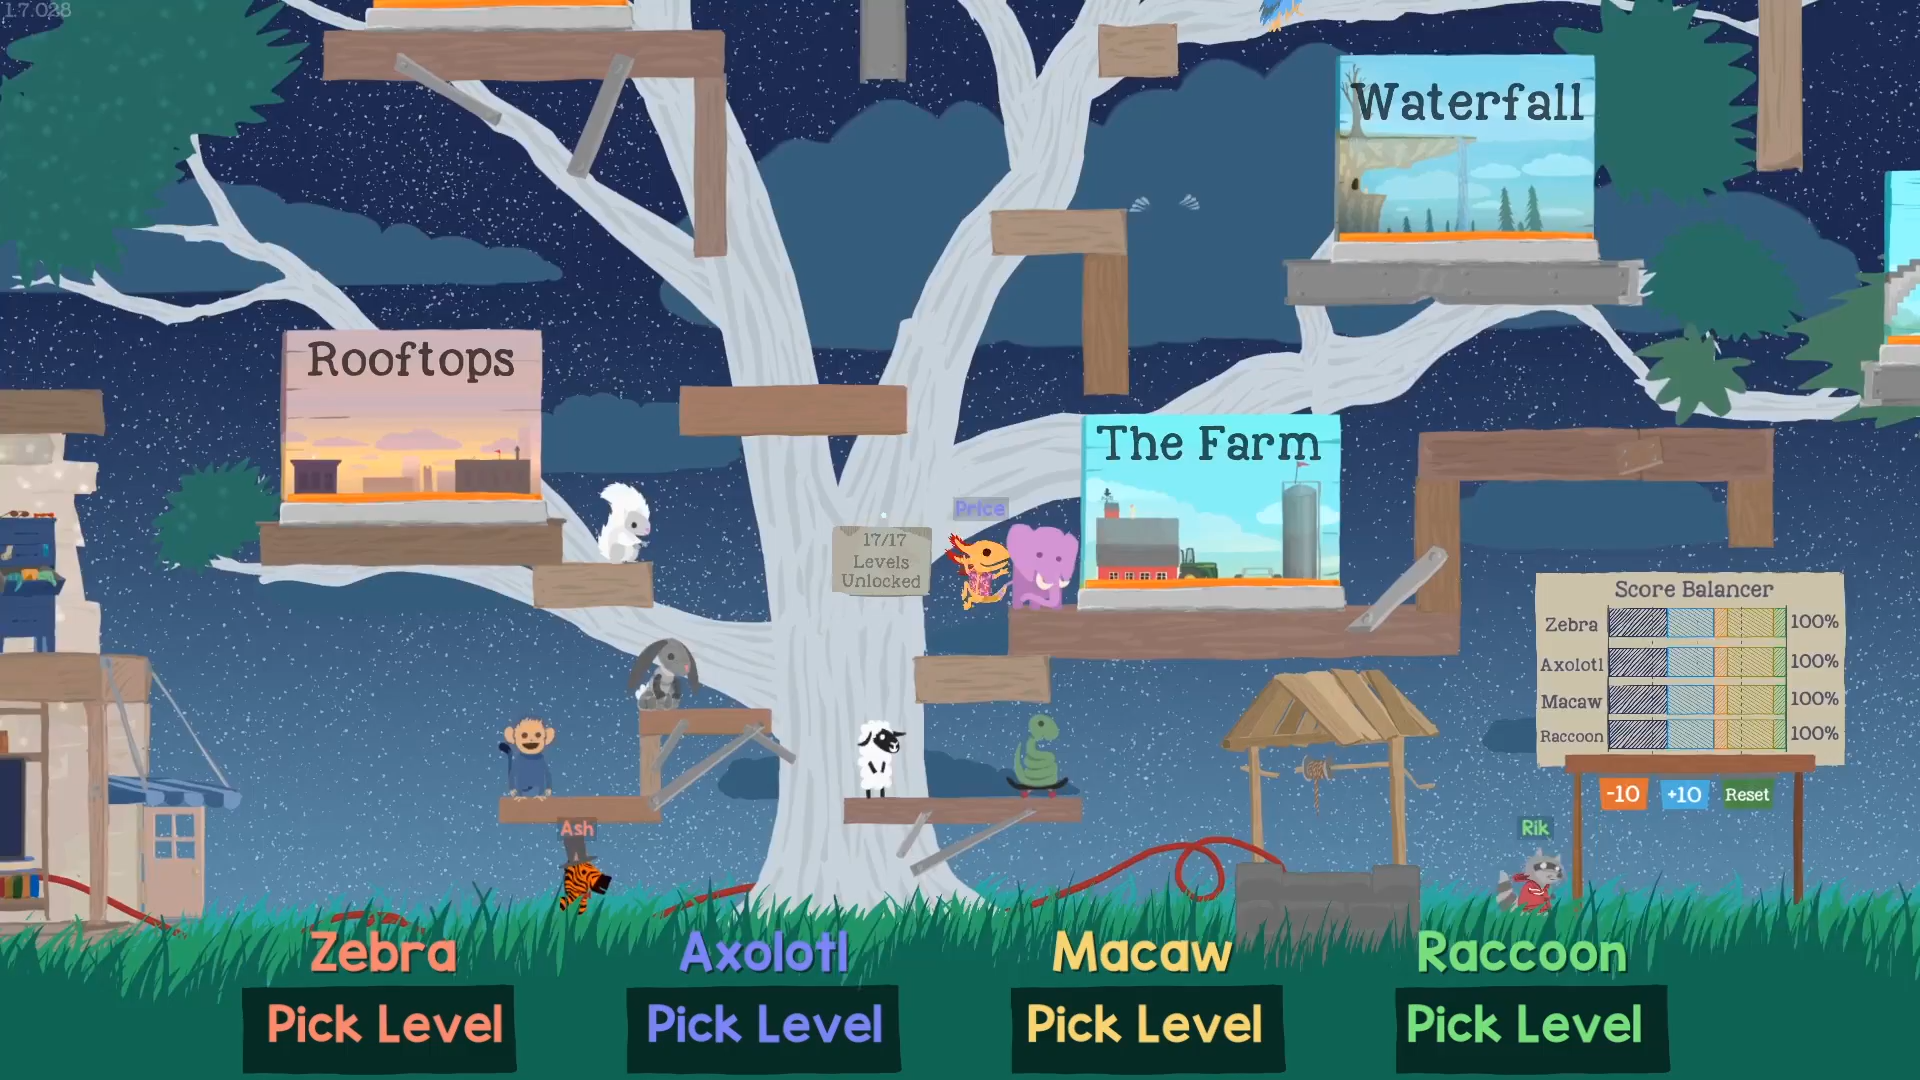 1.7.028
Waterfall
Rooftops
The Farm
Price
17/17
Levels
Unlocked
Score Balancer
Zebra 100%
Axolotl 100%
Macaw 100%
Raccoon 100%
-10 +10 Reset
Ash
Rik
Zebra Axolotl Macaw Raccoon
Pick Level Pick Level Pick Level Pick Level